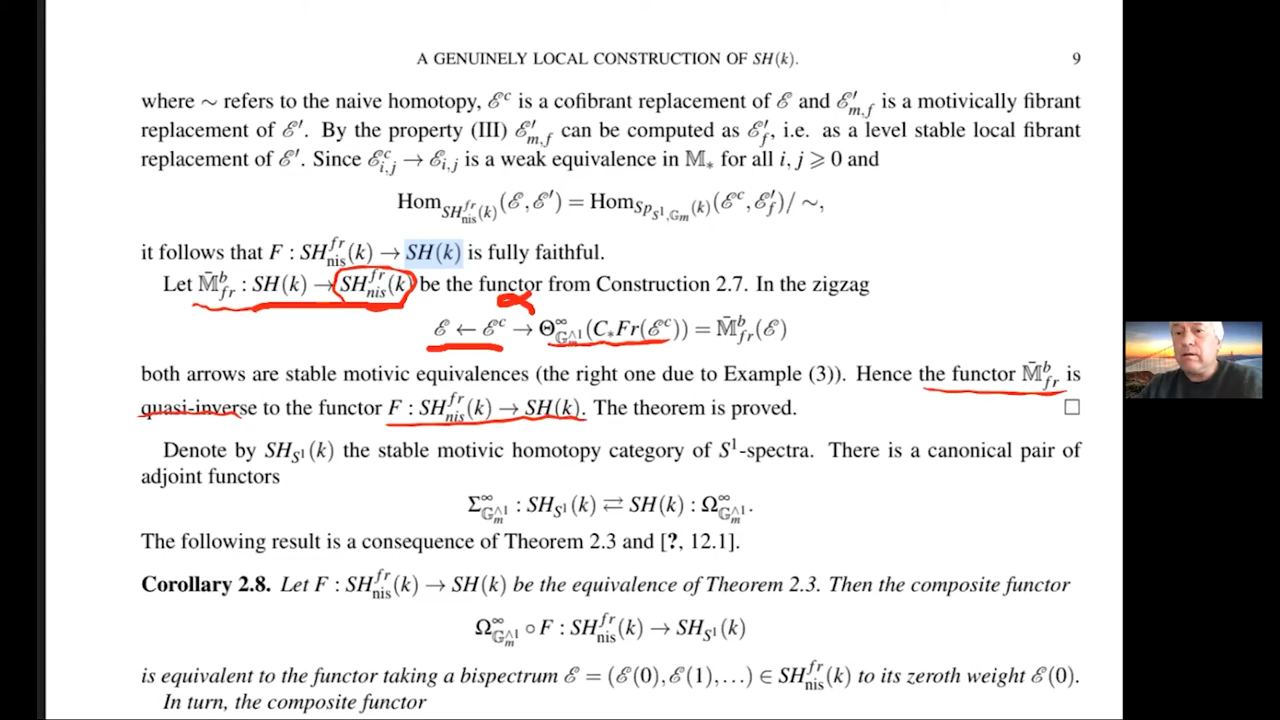 A GENUINELY LOCAL CONSTRUCTION OF SH(k). 9
where ∼ refers to the naive homotopy, ℰ^c is a cofibrant replacement of ℰ and ℰ′_{m,f} is a motivically fibrant
replacement of ℰ′. By the property (III) ℰ′_{m,f} can be computed as ℰ′_f, i.e. as a level stable local fibrant
replacement of ℰ′. Since ℰ^c_{i,j} → ℰ_{i,j} is a weak equivalence in 𝕄_* for all i, j ⩾ 0 and
Hom_{SH^{fr}_{nis}(k)}(ℰ, ℰ′) = Hom_{Sp_{S^1,𝔾_m}(k)}(ℰ^c, ℰ′_f)/ ∼,
it follows that F : SH^{fr}_{nis}(k) → SH(k) is fully faithful.
Let M̄^b_{fr} : SH(k) → SH^{fr}_{nis}(k) be the functor from Construction 2.7. In the zigzag
α
ℰ ← ℰ^c → Θ^∞_{𝔾_m^{∧1}}(C_*Fr(ℰ^c)) = M̄^b_{fr}(ℰ)
both arrows are stable motivic equivalences (the right one due to Example (3)). Hence the functor M̄^b_{fr} is
quasi-inverse to the functor F : SH^{fr}_{nis}(k) → SH(k). The theorem is proved. □
Denote by SH_{S^1}(k) the stable motivic homotopy category of S^1-spectra. There is a canonical pair of
adjoint functors
Σ^∞_{𝔾_m^{∧1}} : SH_{S^1}(k) ⇄ SH(k) : Ω^∞_{𝔾_m^{∧1}}.
The following result is a consequence of Theorem 2.3 and [?, 12.1].
Corollary 2.8. Let F : SH^{fr}_{nis}(k) → SH(k) be the equivalence of Theorem 2.3. Then the composite functor
Ω^∞_{𝔾_m^{∧1}} ∘ F : SH^{fr}_{nis}(k) → SH_{S^1}(k)
is equivalent to the functor taking a bispectrum ℰ = (ℰ(0), ℰ(1), …) ∈ SH^{fr}_{nis}(k) to its zeroth weight ℰ(0).
In turn, the composite functor